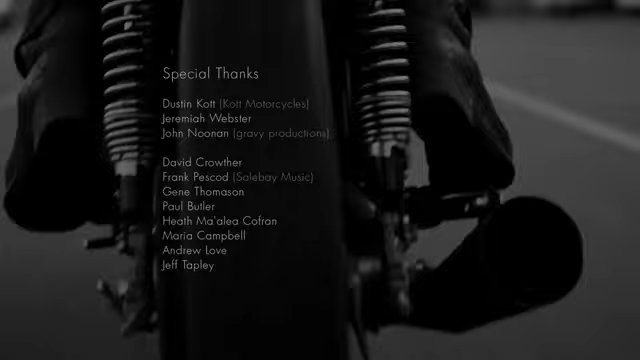 Special Thanks
Dustin Kott (Kott Motorcycles)
Jeremiah Webster
John Noonan (gravy productions)
David Crowther
Frank Pescod (Solebay Music)
Gene Thomason
Paul Butler
Heath Ma'alea Cofran
Maria Campbell
Andrew Love
Jeff Tapley